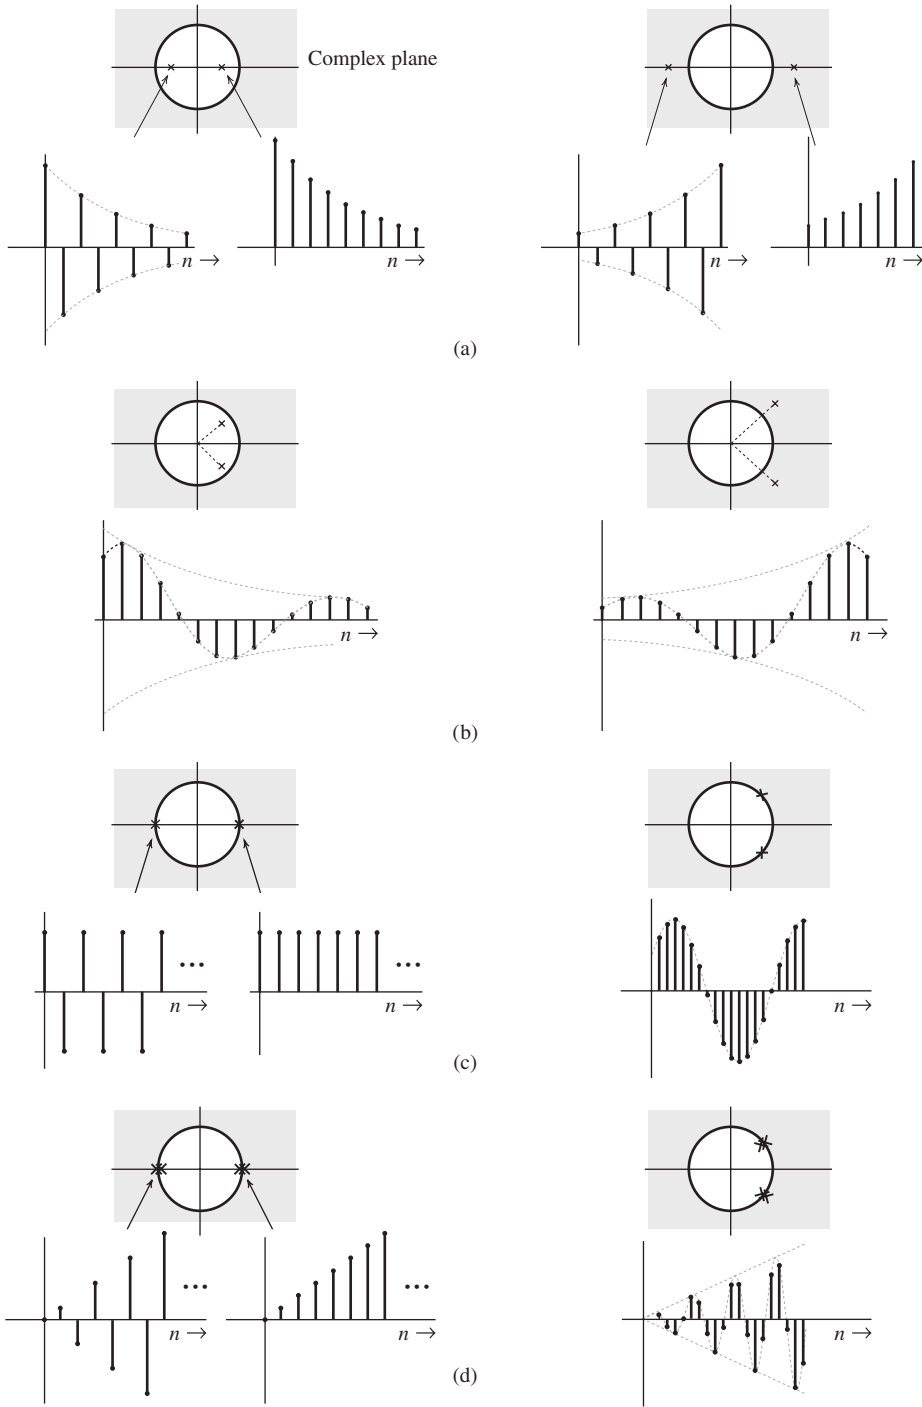 Complex plane
n →
n →
n →
n →
(a)
n →
n →
(b)
n →
n →
n →
(c)
n →
n →
n →
(d)